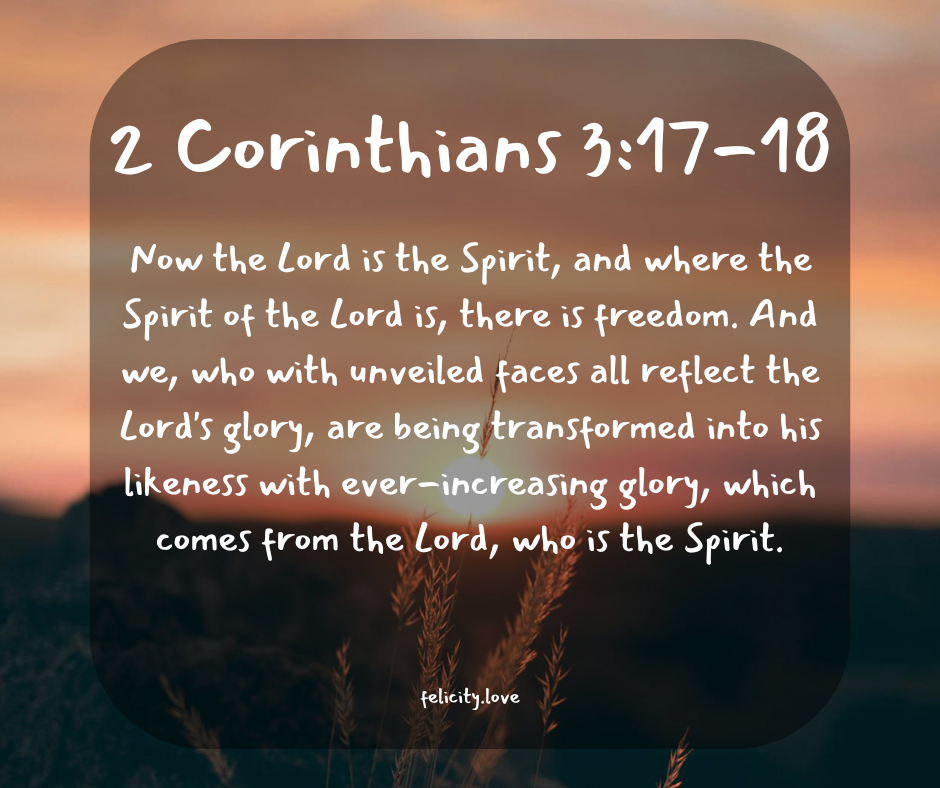 2 Corinthians 3:17-18
Now the Lord is the Spirit, and where the
Spirit of the Lord is, there is freedom. And
we, who with unveiled faces all reflect the
Lord's glory, are being transformed into his
likeness with ever-increasing glory, which
comes from the Lord, who is the Spirit.
felicity.love